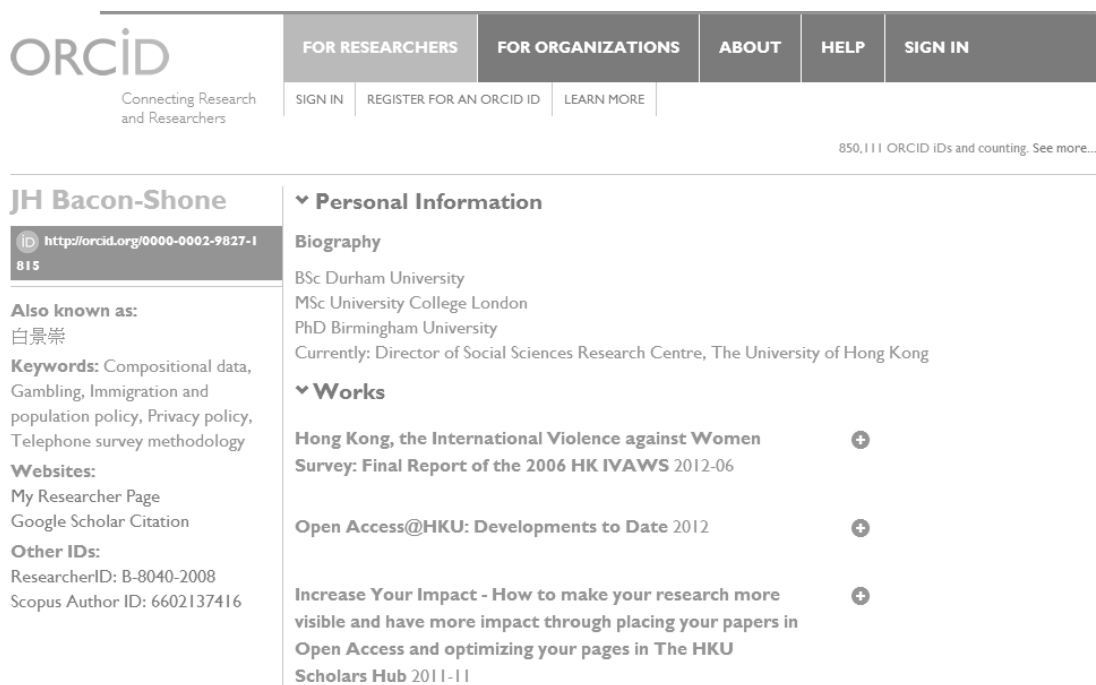 ORCID
Connecting Research
and Researchers
FOR RESEARCHERS
FOR ORGANIZATIONS
ABOUT
HELP
SIGN IN
SIGN IN
REGISTER FOR AN ORCID ID
LEARN MORE
850,111 ORCID iDs and counting. See more...
JH Bacon-Shone
iD http://orcid.org/0000-0002-9827-1
815
Also known as:
白景崇
Keywords: Compositional data,
Gambling, Immigration and
population policy, Privacy policy,
Telephone survey methodology
Websites:
My Researcher Page
Google Scholar Citation
Other IDs:
ResearcherID: B-8040-2008
Scopus Author ID: 6602137416
Personal Information
Biography
BSc Durham University
MSc University College London
PhD Birmingham University
Currently: Director of Social Sciences Research Centre, The University of Hong Kong
Works
Hong Kong, the International Violence against Women
Survey: Final Report of the 2006 HK IVAWS 2012-06
Open Access@HKU: Developments to Date 2012
Increase Your Impact - How to make your research more
visible and have more impact through placing your papers in
Open Access and optimizing your pages in The HKU
Scholars Hub 2011-11